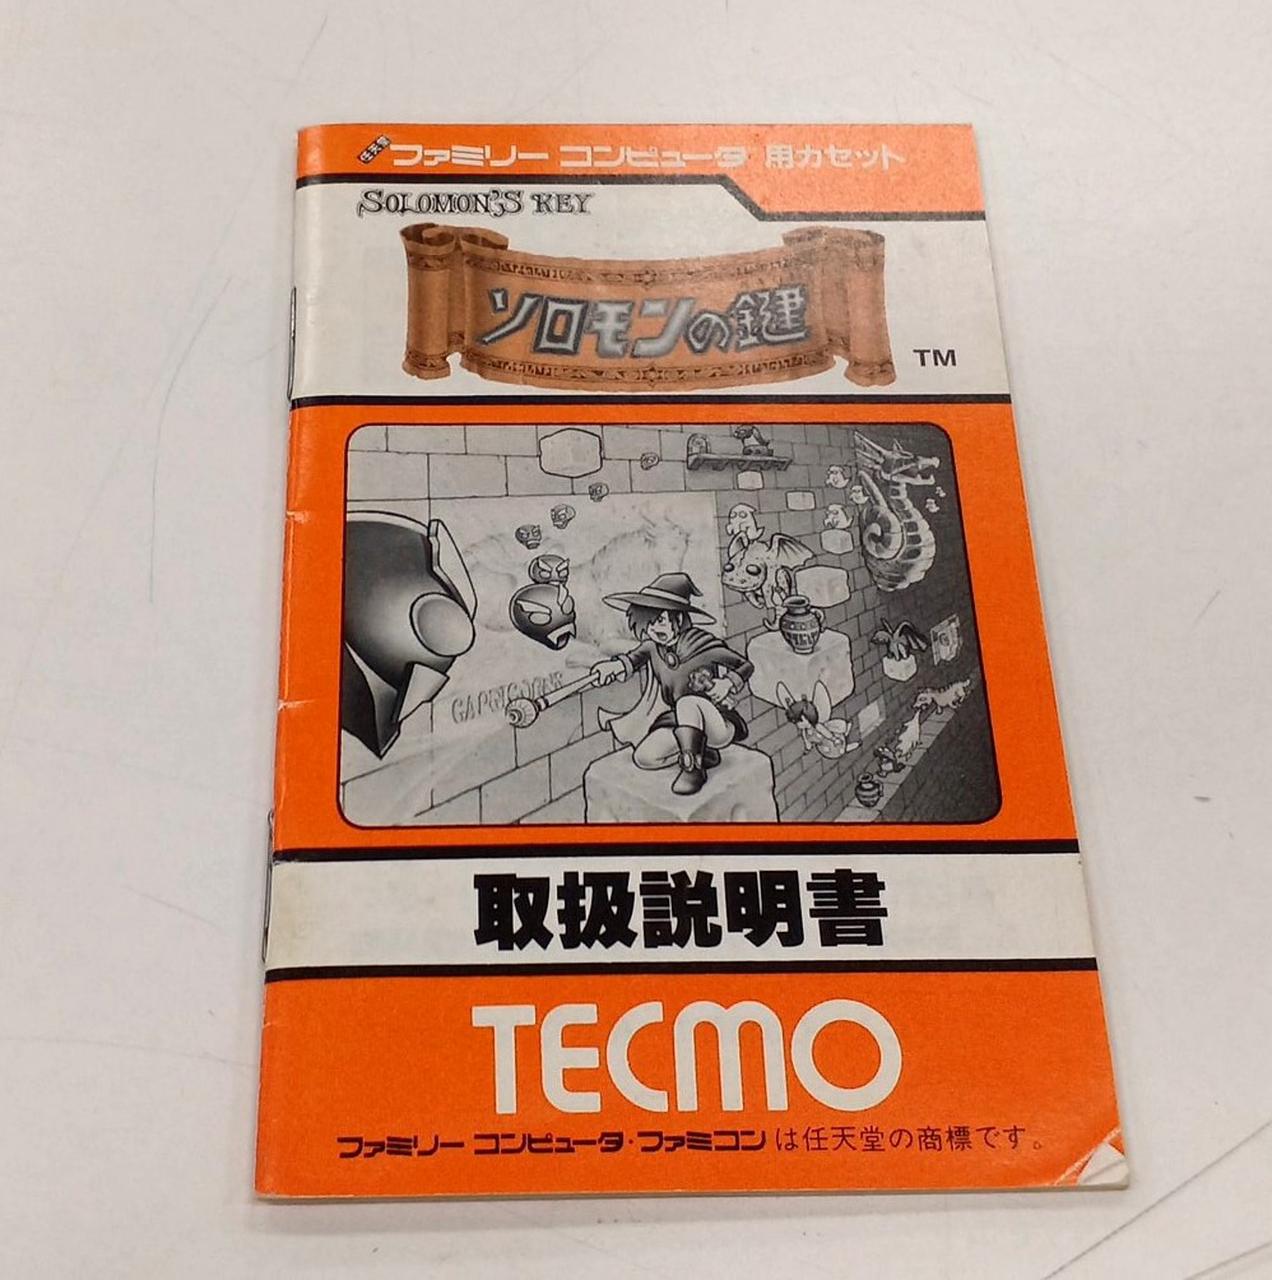 任天堂 ファミリー コンピュータ 用カセット
SOLOMON'S KEY
ソロモンの鍵
TM
CAPRICORNS
取扱説明書
TECMO
ファミリー コンピュータ・ファミコン は任天堂の商標です。